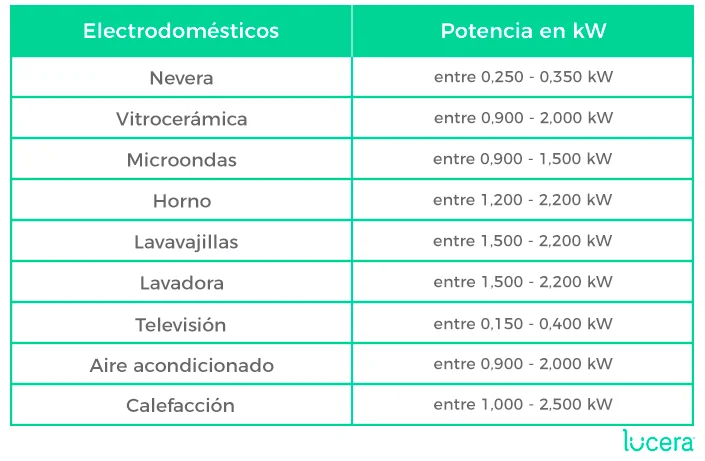 Electrodomésticos Potencia en kW
Nevera entre 0,250 - 0,350 kW
Vitrocerámica entre 0,900 - 2,000 kW
Microondas entre 0,900 - 1,500 kW
Horno entre 1,200 - 2,200 kW
Lavavajillas entre 1,500 - 2,200 kW
Lavadora entre 1,500 - 2,200 kW
Televisión entre 0,150 - 0,400 kW
Aire acondicionado entre 0,900 - 2,000 kW
Calefacción entre 1,000 - 2,500 kW
lucera